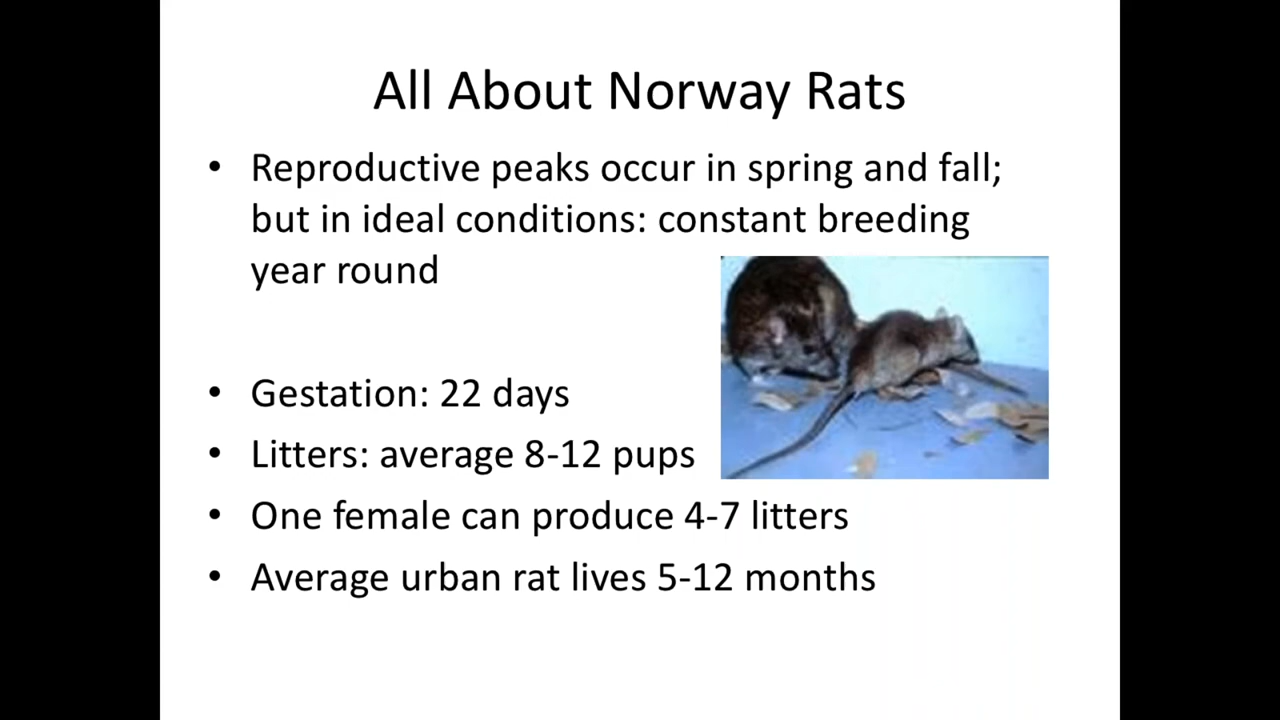 All About Norway Rats
• Reproductive peaks occur in spring and fall;
but in ideal conditions: constant breeding
year round
• Gestation: 22 days
• Litters: average 8-12 pups
• One female can produce 4-7 litters
• Average urban rat lives 5-12 months